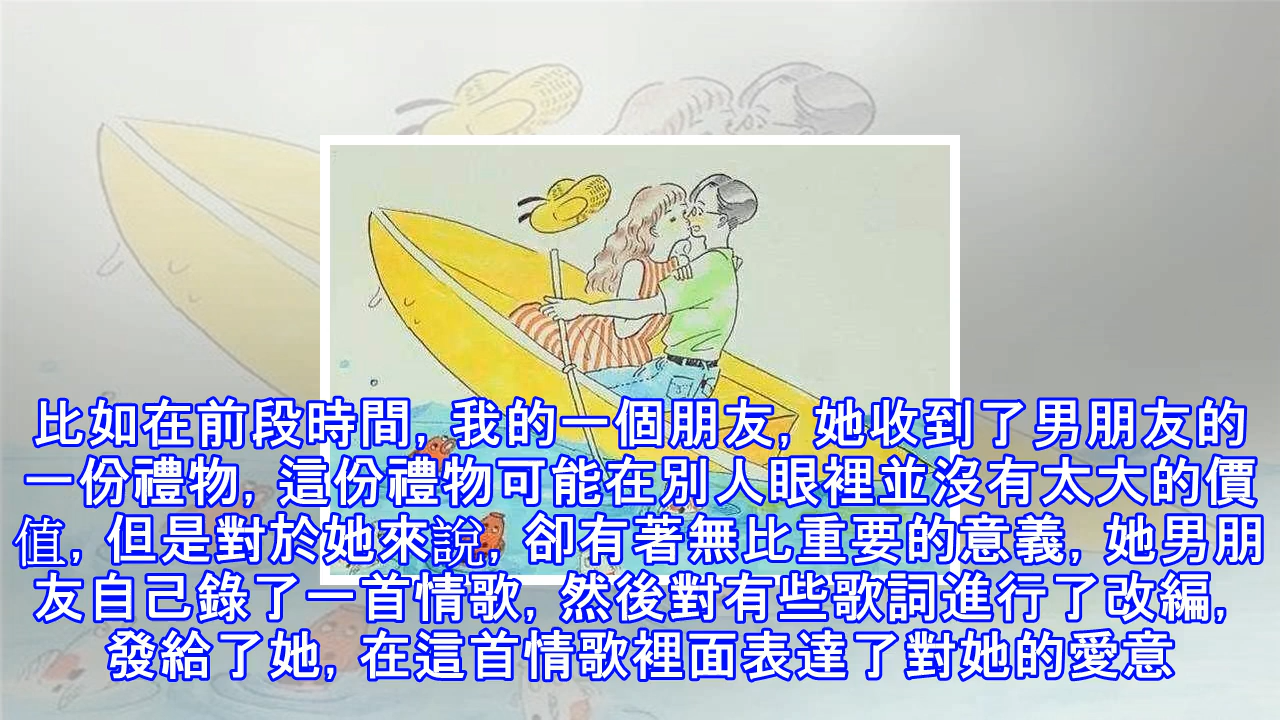 比如在前段時間, 我的一個朋友, 她收到了男朋友的
一份禮物, 這份禮物可能在別人眼裡並沒有太大的價
值, 但是對於她來說, 卻有著無比重要的意義, 她男朋
友自己錄了一首情歌, 然後對有些歌詞進行了改編,
發給了她, 在這首情歌裡面表達了對她的愛意